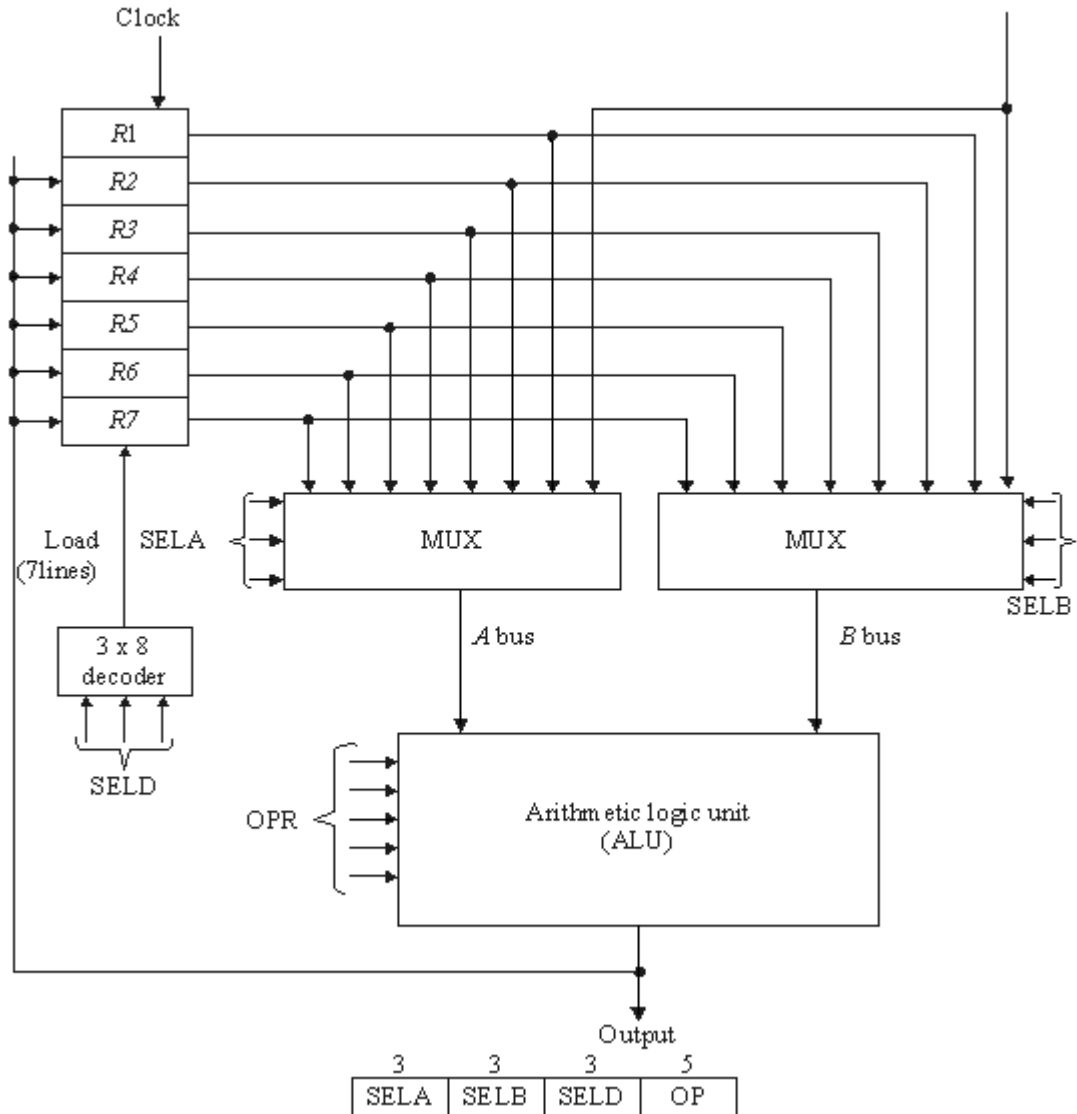 Clock
R1
R2
R3
R4
R5
R6
R7
Load
(7lines)
SELA
MUX
MUX
SELB
3 x 8
decoder
A bus
B bus
SELD
OPR
Arithmetic logic unit
(ALU)
Output
3 3 3 5
SELA SELB SELD OP